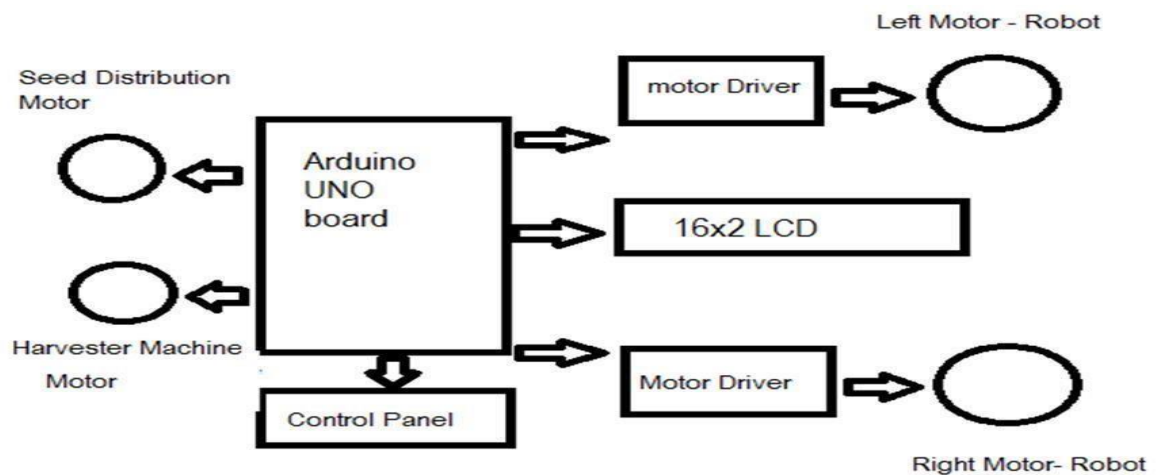 Left Motor - Robot
Seed Distribution
Motor
motor Driver
Arduino
UNO
board
16x2 LCD
Harvester Machine
Motor
Motor Driver
Control Panel
Right Motor- Robot